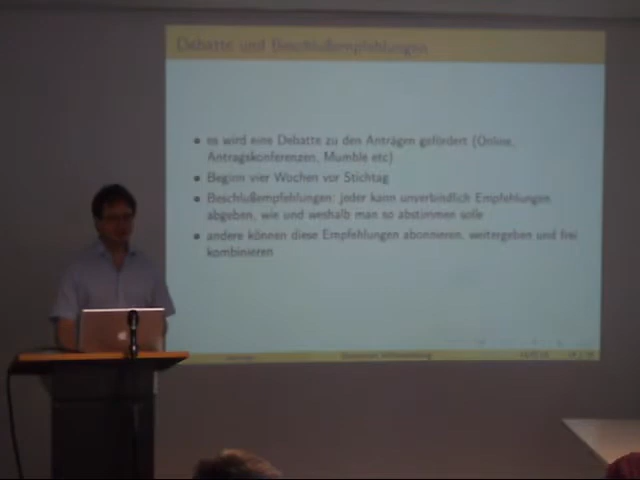 Debatte und Beschlußempfehlungen
es wird eine Debatte zu den Anträgen gefördert (Online,
Antragskonferenzen, Mumble etc)
Beginn vier Wochen vor Stichtag
Beschlußempfehlungen: jeder kann unverbindlich Empfehlungen
abgeben, wie und weshalb man so abstimmen solle
andere können diese Empfehlungen abonnieren, weitergeben und frei
kombinieren